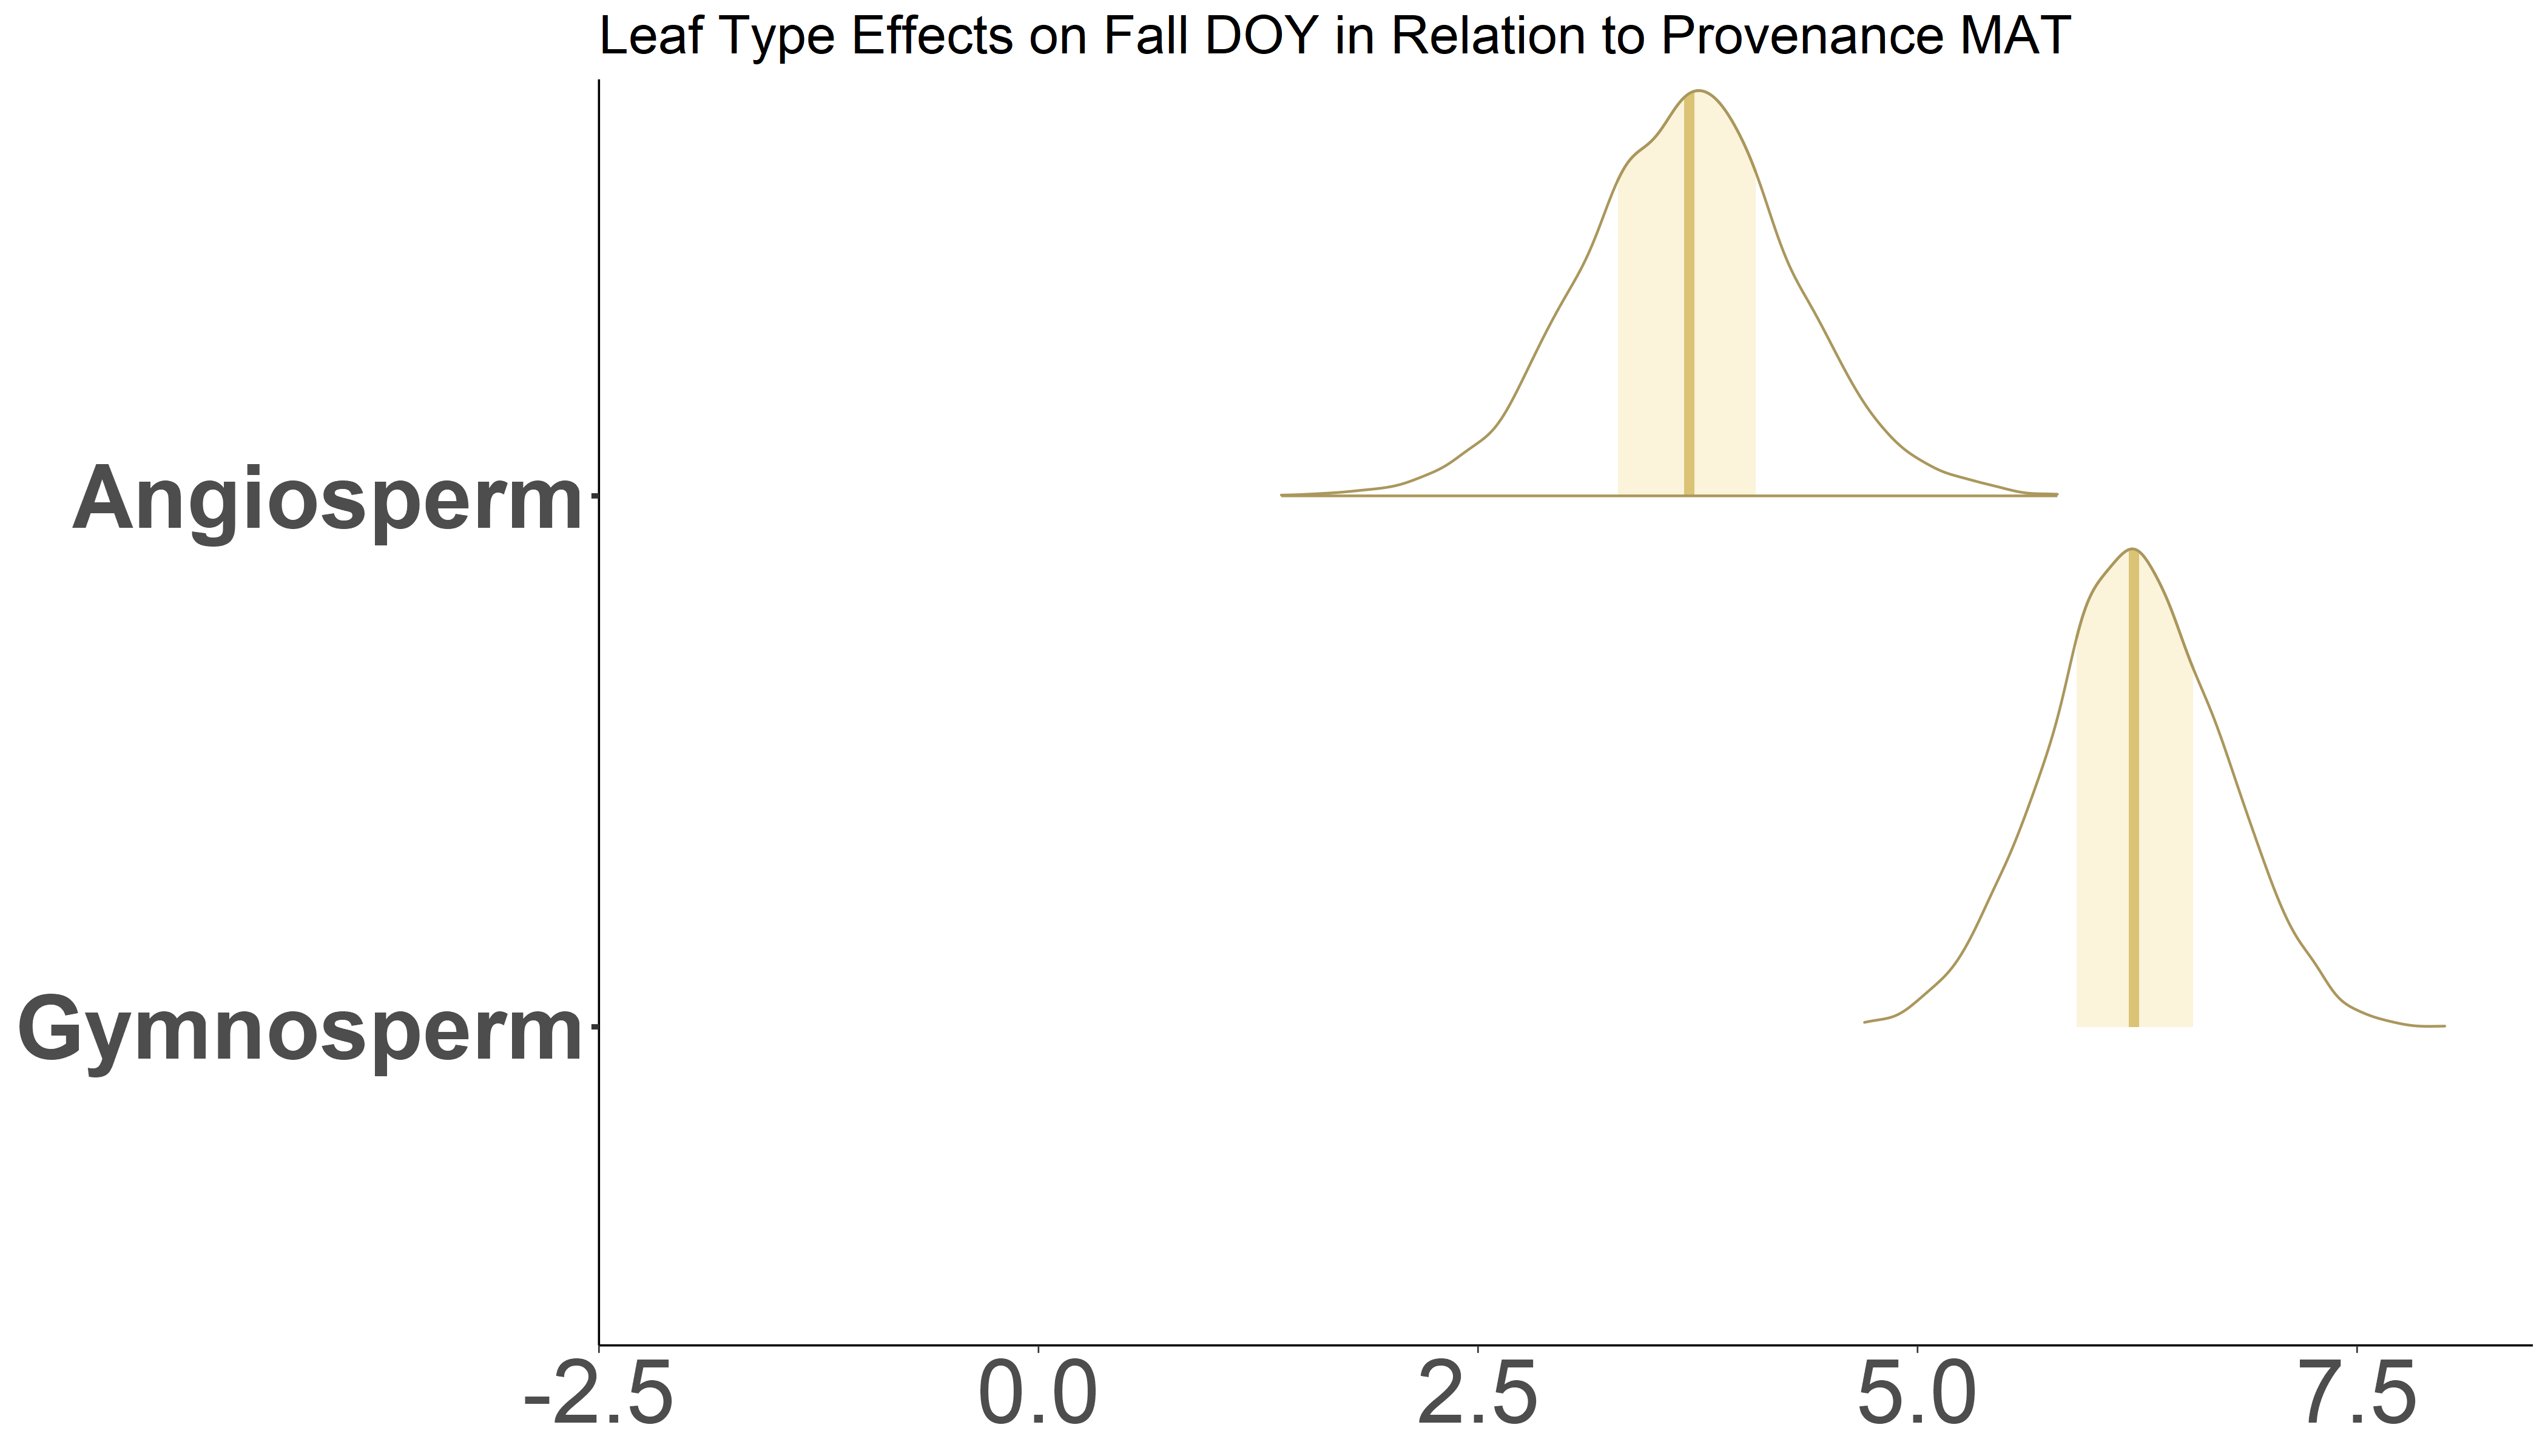 Leaf Type Effects on Fall DOY in Relation to Provenance MAT
Angiosperm
Gymnosperm
-2.5 0.0 2.5 5.0 7.5